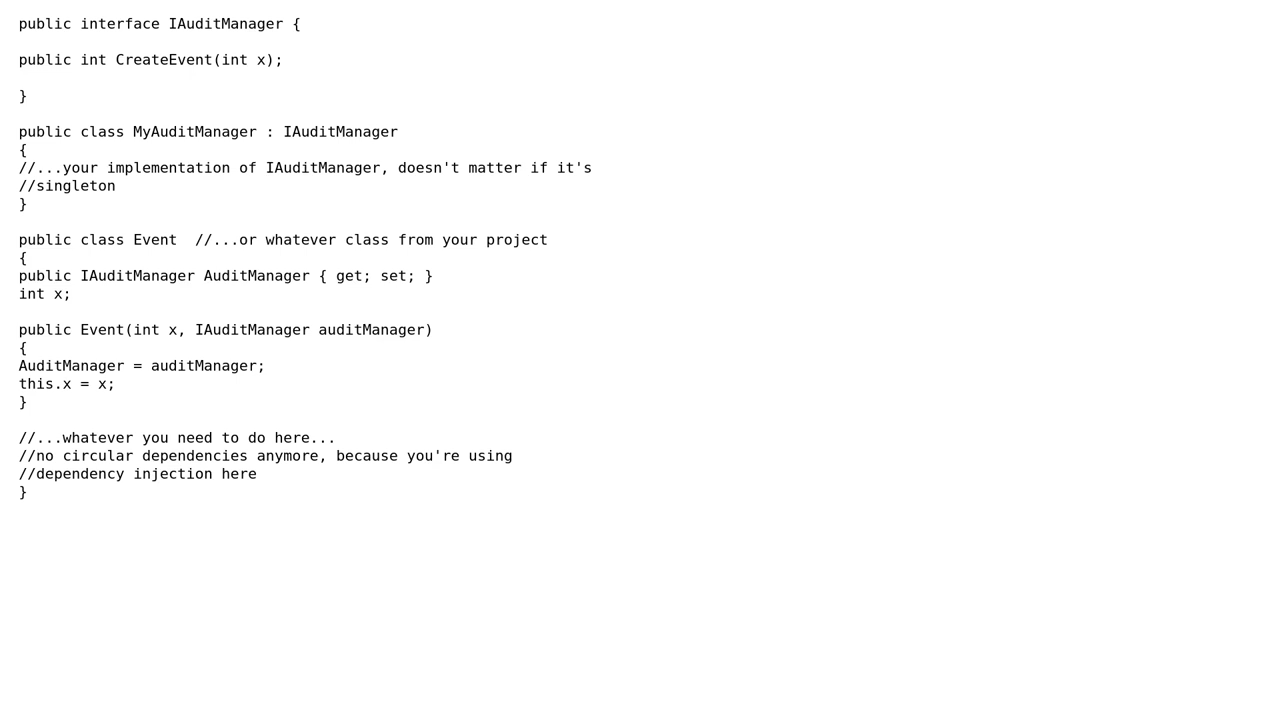 public interface IAuditManager {
public int CreateEvent(int x);
}
public class MyAuditManager : IAuditManager
{
//...your implementation of IAuditManager, doesn't matter if it's
//singleton
}
public class Event  //...or whatever class from your project
{
public IAuditManager AuditManager { get; set; }
int x;
public Event(int x, IAuditManager auditManager)
{
AuditManager = auditManager;
this.x = x;
}
//...whatever you need to do here...
//no circular dependencies anymore, because you're using
//dependency injection here
}